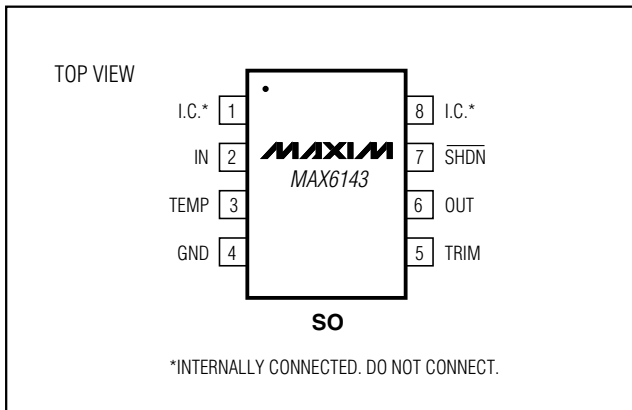 TOP VIEW
I.C.* 1
IN 2
TEMP 3
GND 4
MAXIM
MAX6143
8 I.C.*
7 SHDN
6 OUT
5 TRIM
SO
*INTERNALLY CONNECTED. DO NOT CONNECT.